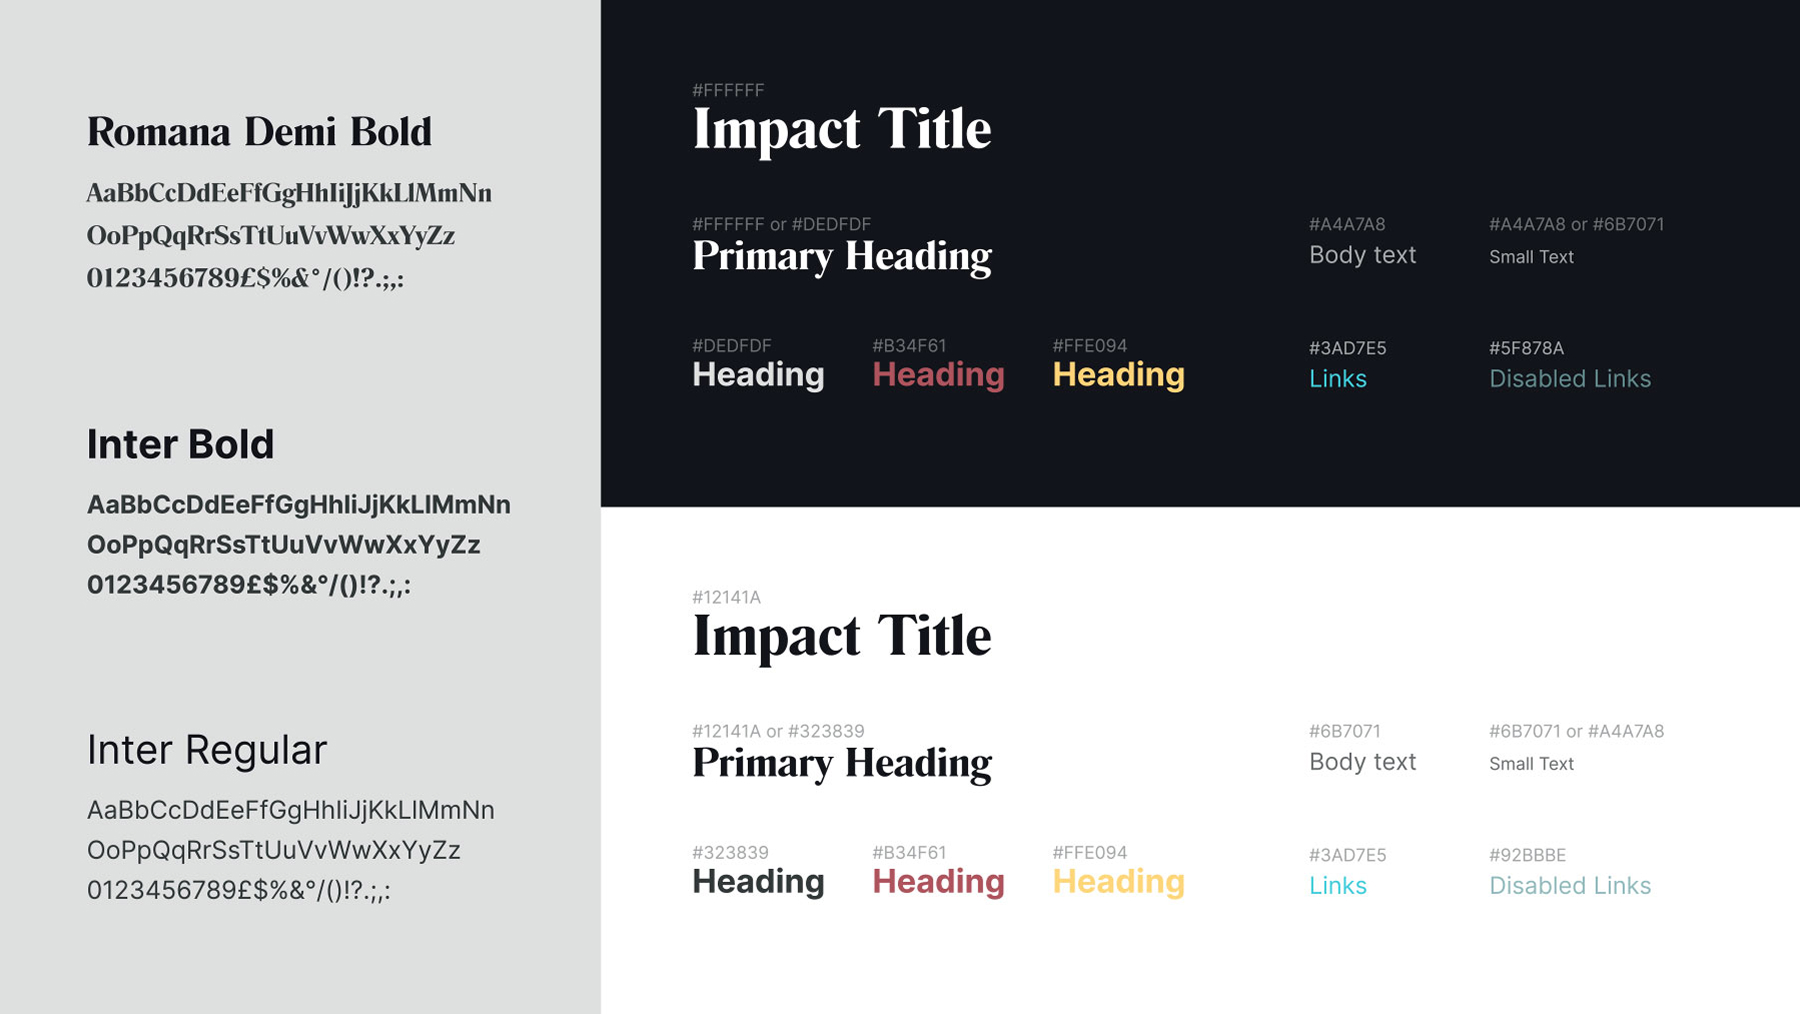 Romana Demi Bold
AaBbCcDdEeFfGgHhIiJjKkLlMmNn
OoPpQqRrSsTtUuVvWwXxYyZz
0123456789£$%&°/()!?.;,:
Inter Bold
AaBbCcDdEeFfGgHhIiJjKkLlMmNn
OoPpQqRrSsTtUuVvWwXxYyZz
0123456789£$%&°/()!?.;,:
Inter Regular
AaBbCcDdEeFfGgHhIiJjKkLlMmNn
OoPpQqRrSsTtUuVvWwXxYyZz
0123456789£$%&°/()!?.;,:
#FFFFFF
Impact Title
#FFFFFF or #DEDFDF
Primary Heading
#A4A7A8
Body text
#A4A7A8 or #6B7071
Small Text
#DEDFDF
Heading
#B34F61
Heading
#FFE094
Heading
#3AD7E5
Links
#5F878A
Disabled Links
#12141A
Impact Title
#12141A or #323839
Primary Heading
#6B7071
Body text
#6B7071 or #A4A7A8
Small Text
#323839
Heading
#B34F61
Heading
#FFE094
Heading
#3AD7E5
Links
#92BBBE
Disabled Links